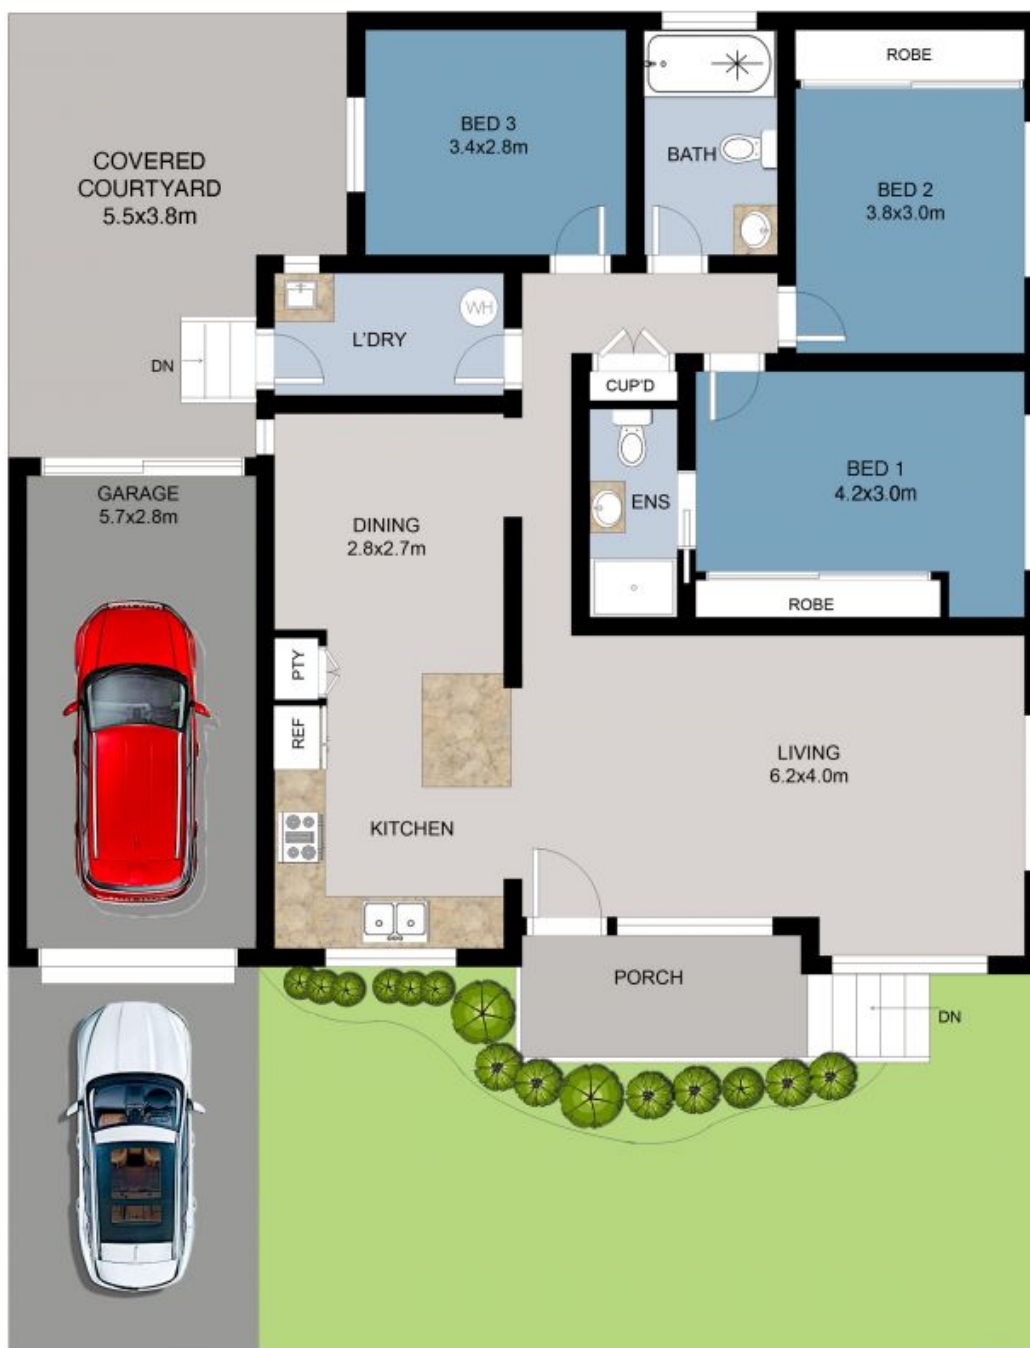 ROBE
BED 3
3.4x2.8m
BATH
COVERED
COURTYARD
5.5x3.8m
BED 2
3.8x3.0m
WH
L'DRY
DN
CUP'D
BED 1
4.2x3.0m
ENS
GARAGE
5.7x2.8m
DINING
2.8x2.7m
ROBE
PTY
REF
LIVING
6.2x4.0m
KITCHEN
PORCH
DN